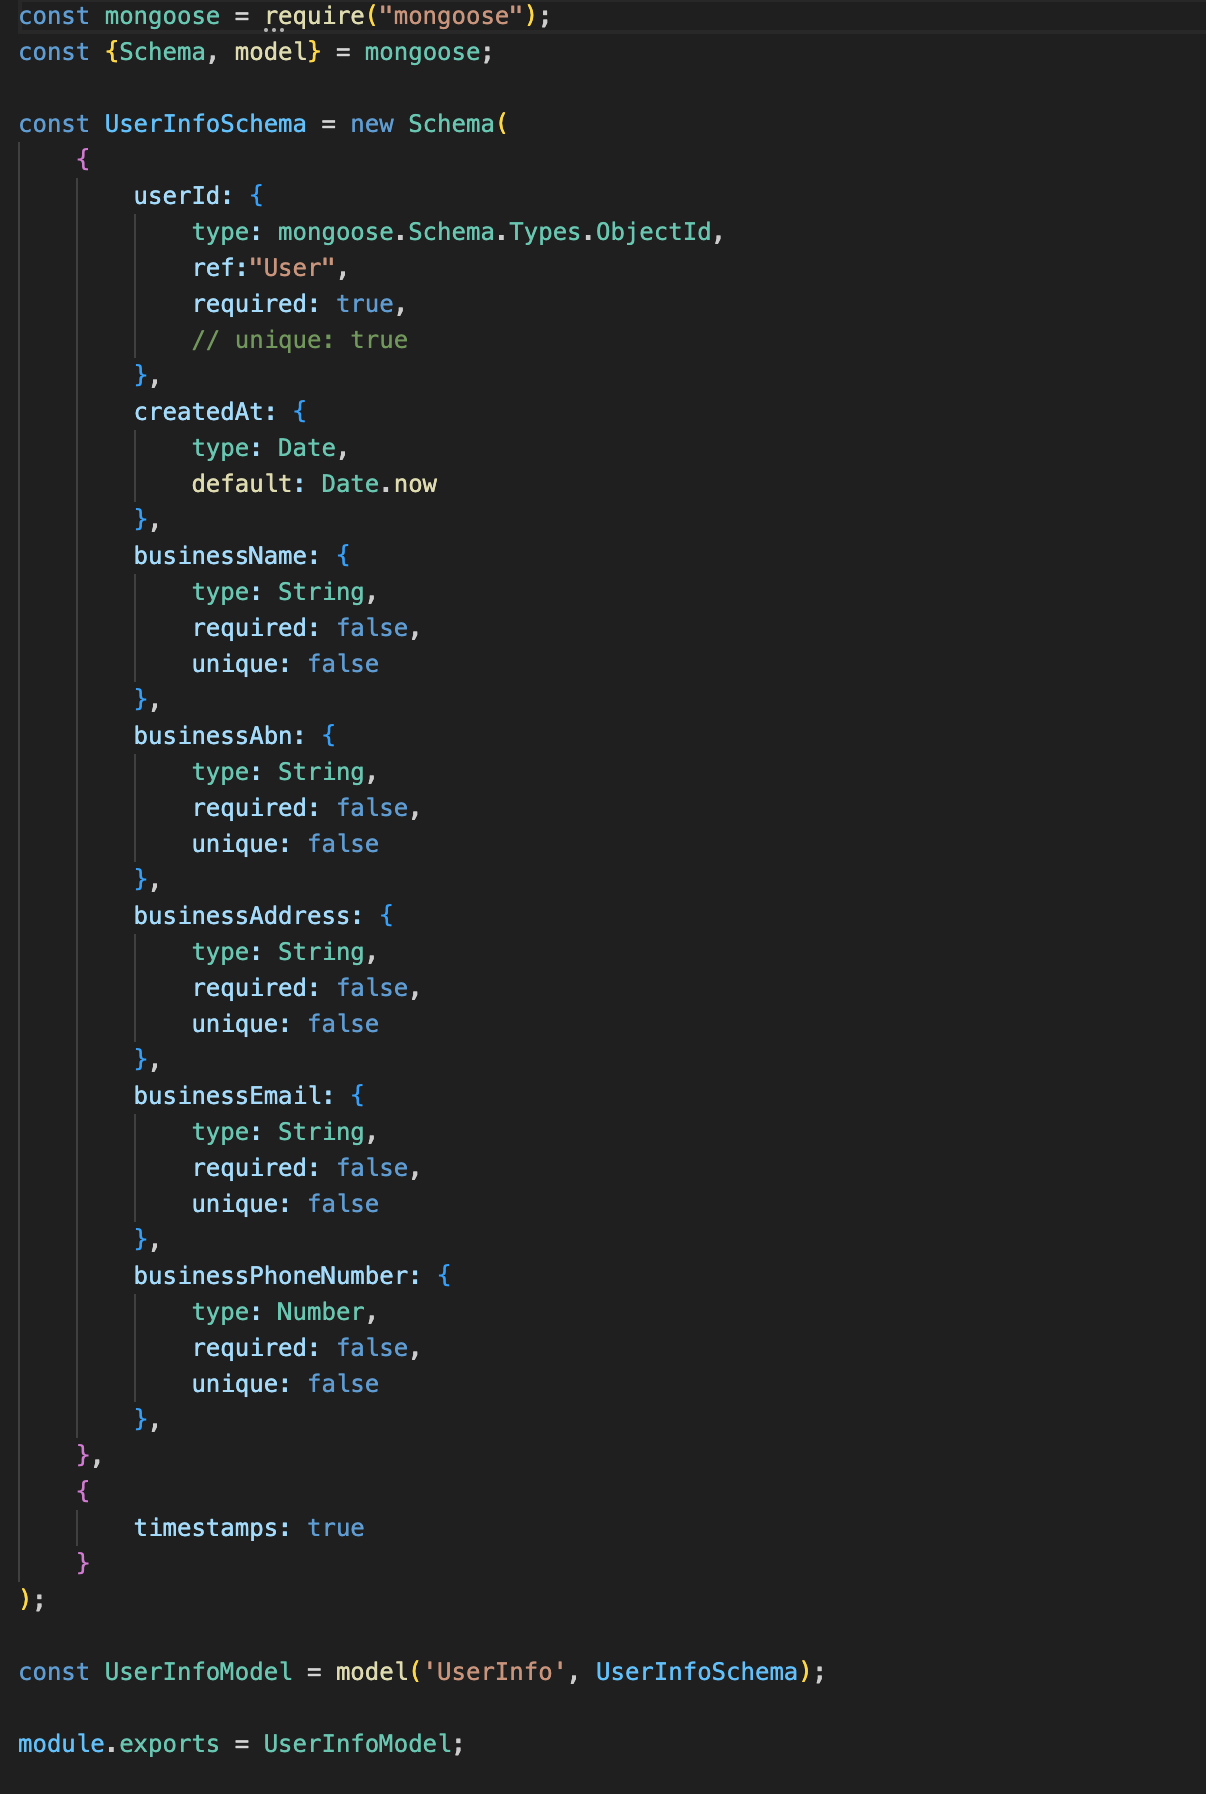 const mongoose = require("mongoose");
const {Schema, model} = mongoose;

const UserInfoSchema = new Schema(
    {
        userId: {
            type: mongoose.Schema.Types.ObjectId,
            ref:"User",
            required: true,
            // unique: true
        },
        createdAt: {
            type: Date,
            default: Date.now
        },
        businessName: {
            type: String,
            required: false,
            unique: false
        },
        businessAbn: {
            type: String,
            required: false,
            unique: false
        },
        businessAddress: {
            type: String,
            required: false,
            unique: false
        },
        businessEmail: {
            type: String,
            required: false,
            unique: false
        },
        businessPhoneNumber: {
            type: Number,
            required: false,
            unique: false
        },
    },
    {
        timestamps: true
    }
);

const UserInfoModel = model('UserInfo', UserInfoSchema);

module.exports = UserInfoModel;